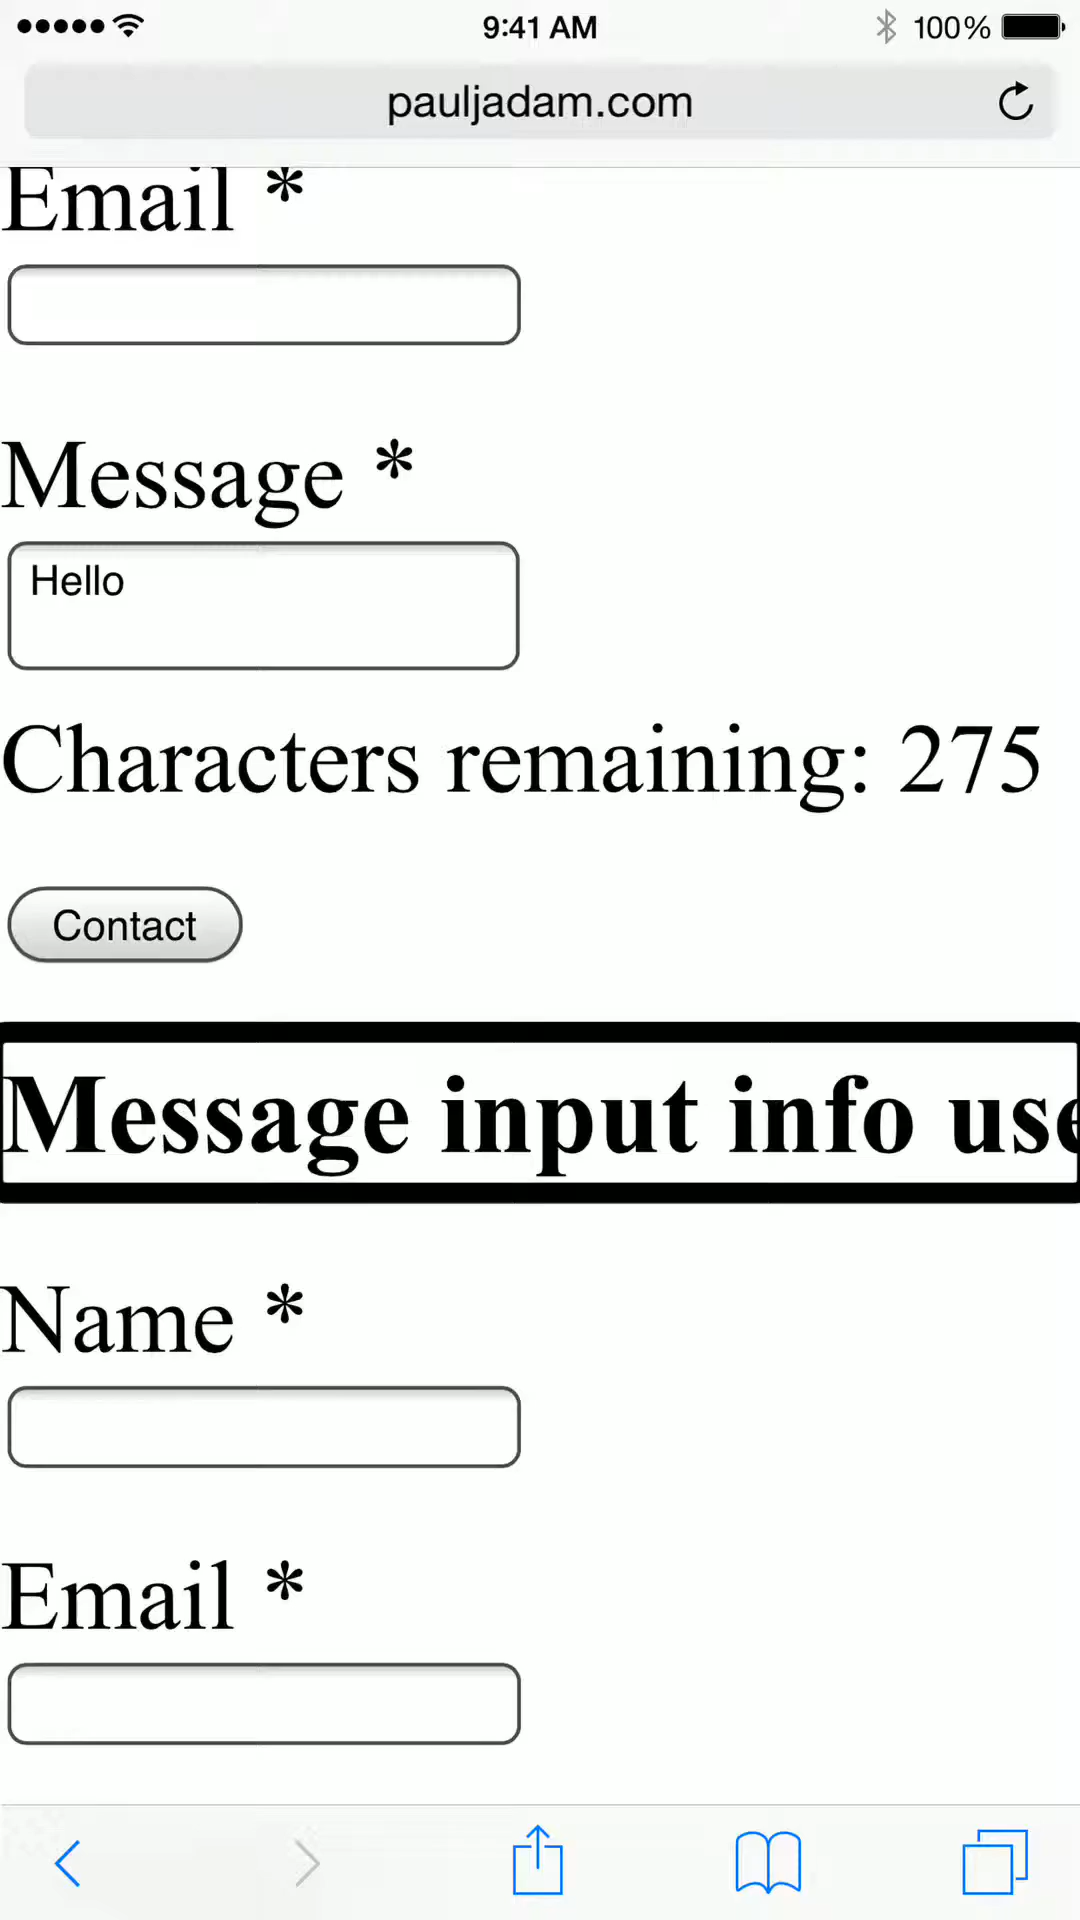 9:41 AM
100%
pauljadam.com
Email *
Message *
Hello
Characters remaining: 275
Contact
Message input info use
Name *
Email *